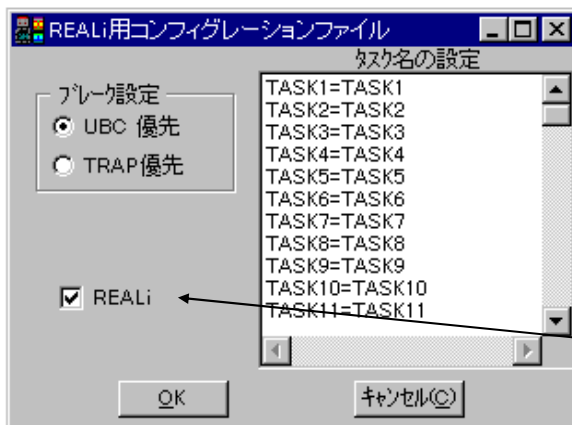 REALi用コンフィグレーションファイル
ﾀｽｸ名の設定
ﾌﾞﾚｰｸ設定
UBC 優先
TRAP優先
REALi
TASK1=TASK1
TASK2=TASK2
TASK3=TASK3
TASK4=TASK4
TASK5=TASK5
TASK6=TASK6
TASK7=TASK7
TASK8=TASK8
TASK9=TASK9
TASK10=TASK10
TASK11=TASK11
OK
ｷｬﾝｾﾙ(C)